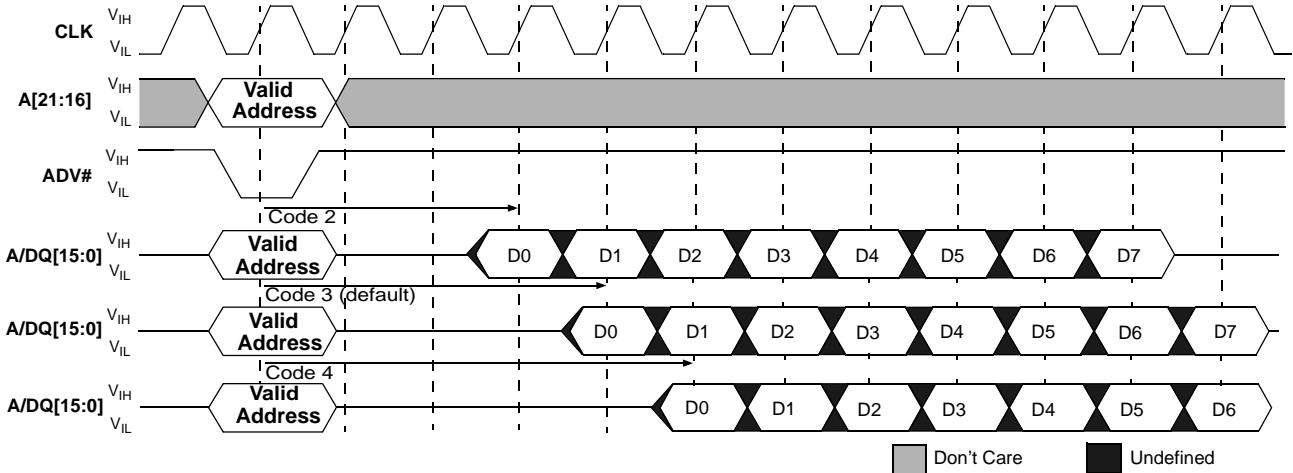 CLK
VIH
VIL
A[21:16]
VIH
VIL
Valid
Address
ADV#
VIH
VIL
Code 2
A/DQ[15:0]
VIH
VIL
Valid
Address
D0 D1 D2 D3 D4 D5 D6 D7
Code 3 (default)
A/DQ[15:0]
VIH
VIL
Valid
Address
D0 D1 D2 D3 D4 D5 D6 D7
Code 4
A/DQ[15:0]
VIH
VIL
Valid
Address
D0 D1 D2 D3 D4 D5 D6
Don't Care
Undefined